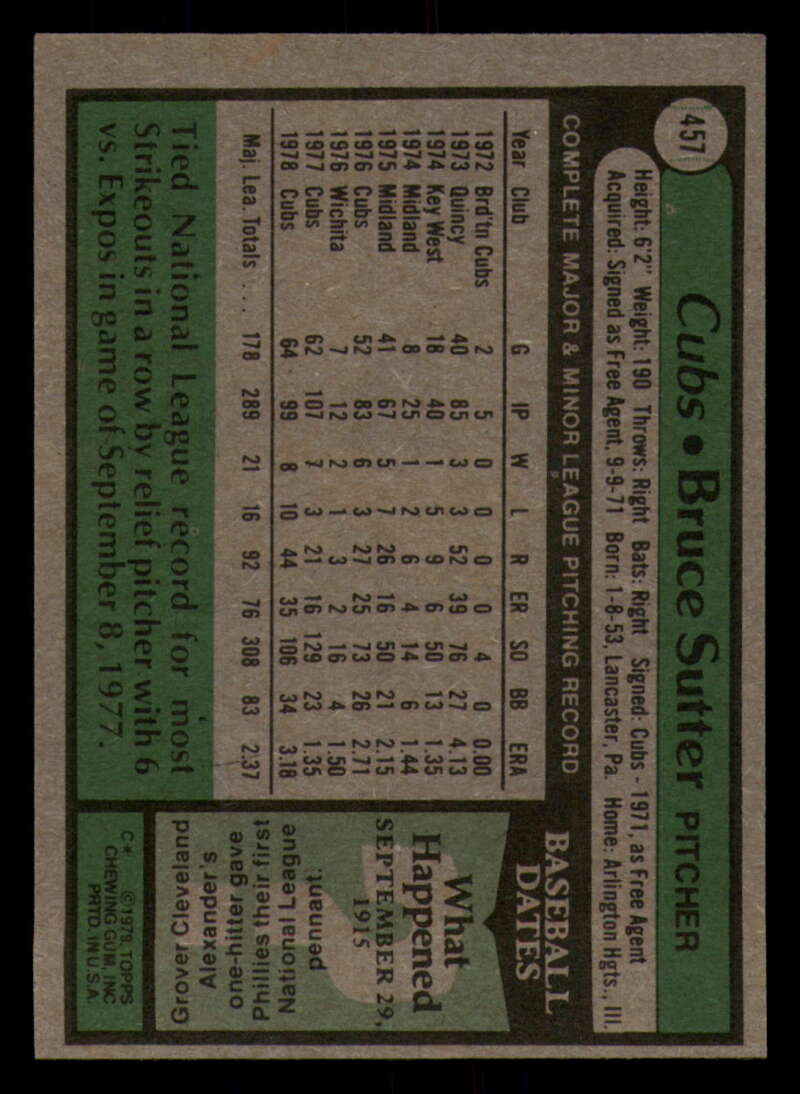 457
Cubs • Bruce Sutter PITCHER
Height: 6'2" Weight: 190 Throws: Right Bats: Right Signed: Cubs - 1971, as Free Agent
Acquired: Signed as Free Agent, 9-9-71 Born: 1-8-53, Lancaster, Pa. Home: Arlington Hgts., Ill.
COMPLETE MAJOR & MINOR LEAGUE PITCHING RECORD
Year Club G IP W L R ER SO BB ERA
1972 Brd'tn Cubs 2 5 0 0 0 0 4 0 0.00
1973 Quincy 40 85 3 3 52 39 76 27 4.13
1974 Key West 18 40 1 5 9 6 50 13 1.35
1974 Midland 8 25 1 2 6 4 14 6 1.44
1975 Midland 41 67 5 7 26 16 50 21 2.15
1976 Cubs 52 83 6 3 27 25 73 26 2.71
1976 Wichita 7 12 2 1 3 2 16 4 1.50
1977 Cubs 62 107 7 3 21 16 129 23 1.35
1978 Cubs 64 99 8 10 44 35 106 34 3.18
Maj. Lea. Totals . . . 178 289 21 16 92 76 308 83 2.37
Tied National League record for most
Strikeouts in a row by relief pitcher with 6
vs. Expos in game of September 8, 1977.
BASEBALL
DATES
What
Happened
SEPTEMBER 29,
1915
Grover Cleveland
Alexander's
one-hitter gave
Phillies their first
National League
pennant.
C* ©1979, TOPPS
CHEWING GUM, INC
PRTD. IN U.S.A.